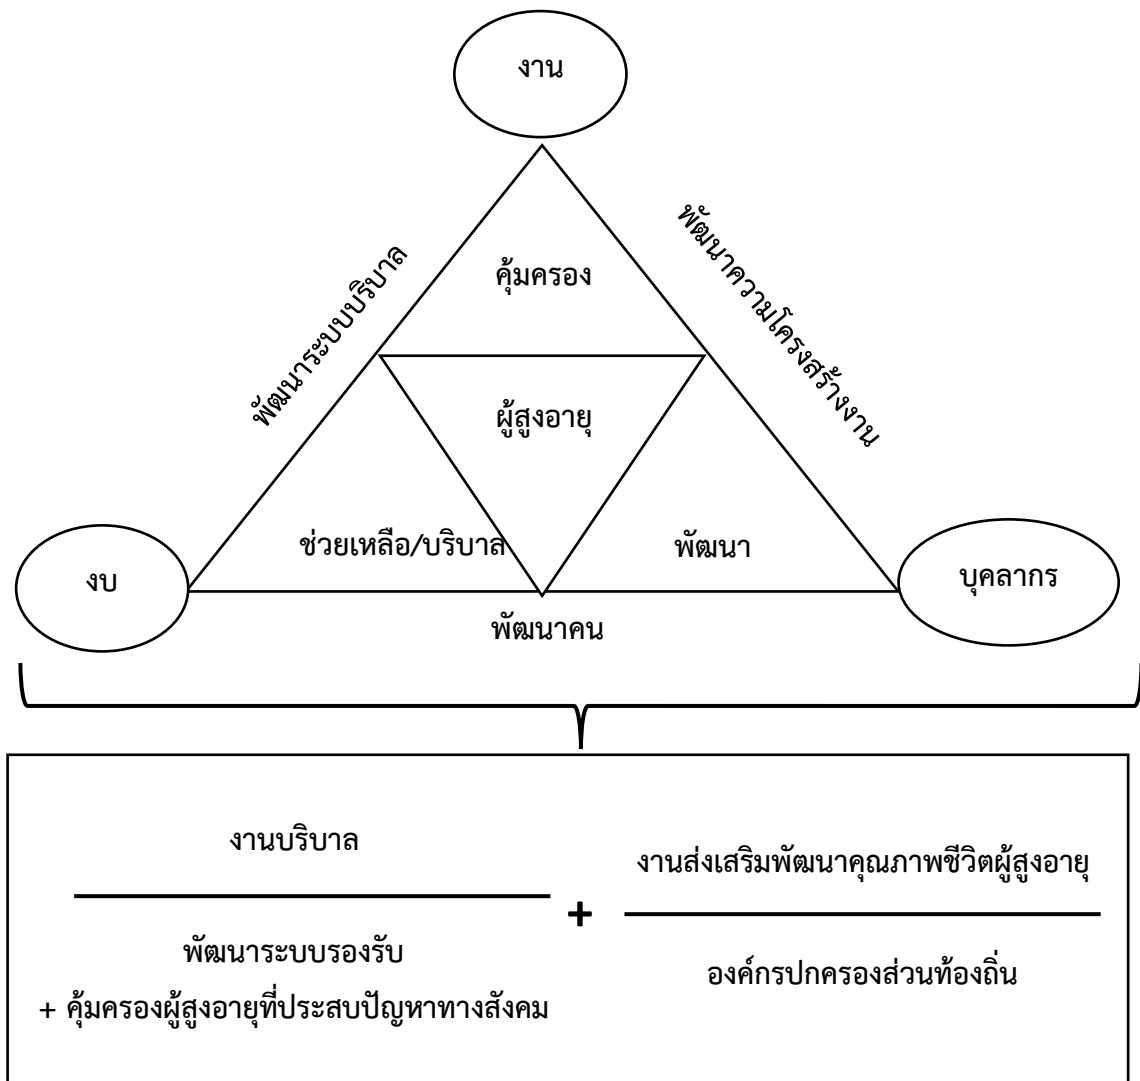 งาน
พัฒนาระบบบริบาล
พัฒนาความโครงสร้างงาน
คุ้มครอง
ผู้สูงอายุ
ช่วยเหลือ/บริบาล
พัฒนา
งบ
บุคลากร
พัฒนาคน
งานบริบาล
พัฒนาระบบรองรับ
+ คุ้มครองผู้สูงอายุที่ประสบปัญหาทางสังคม
+
งานส่งเสริมพัฒนาคุณภาพชีวิตผู้สูงอายุ
องค์กรปกครองส่วนท้องถิ่น